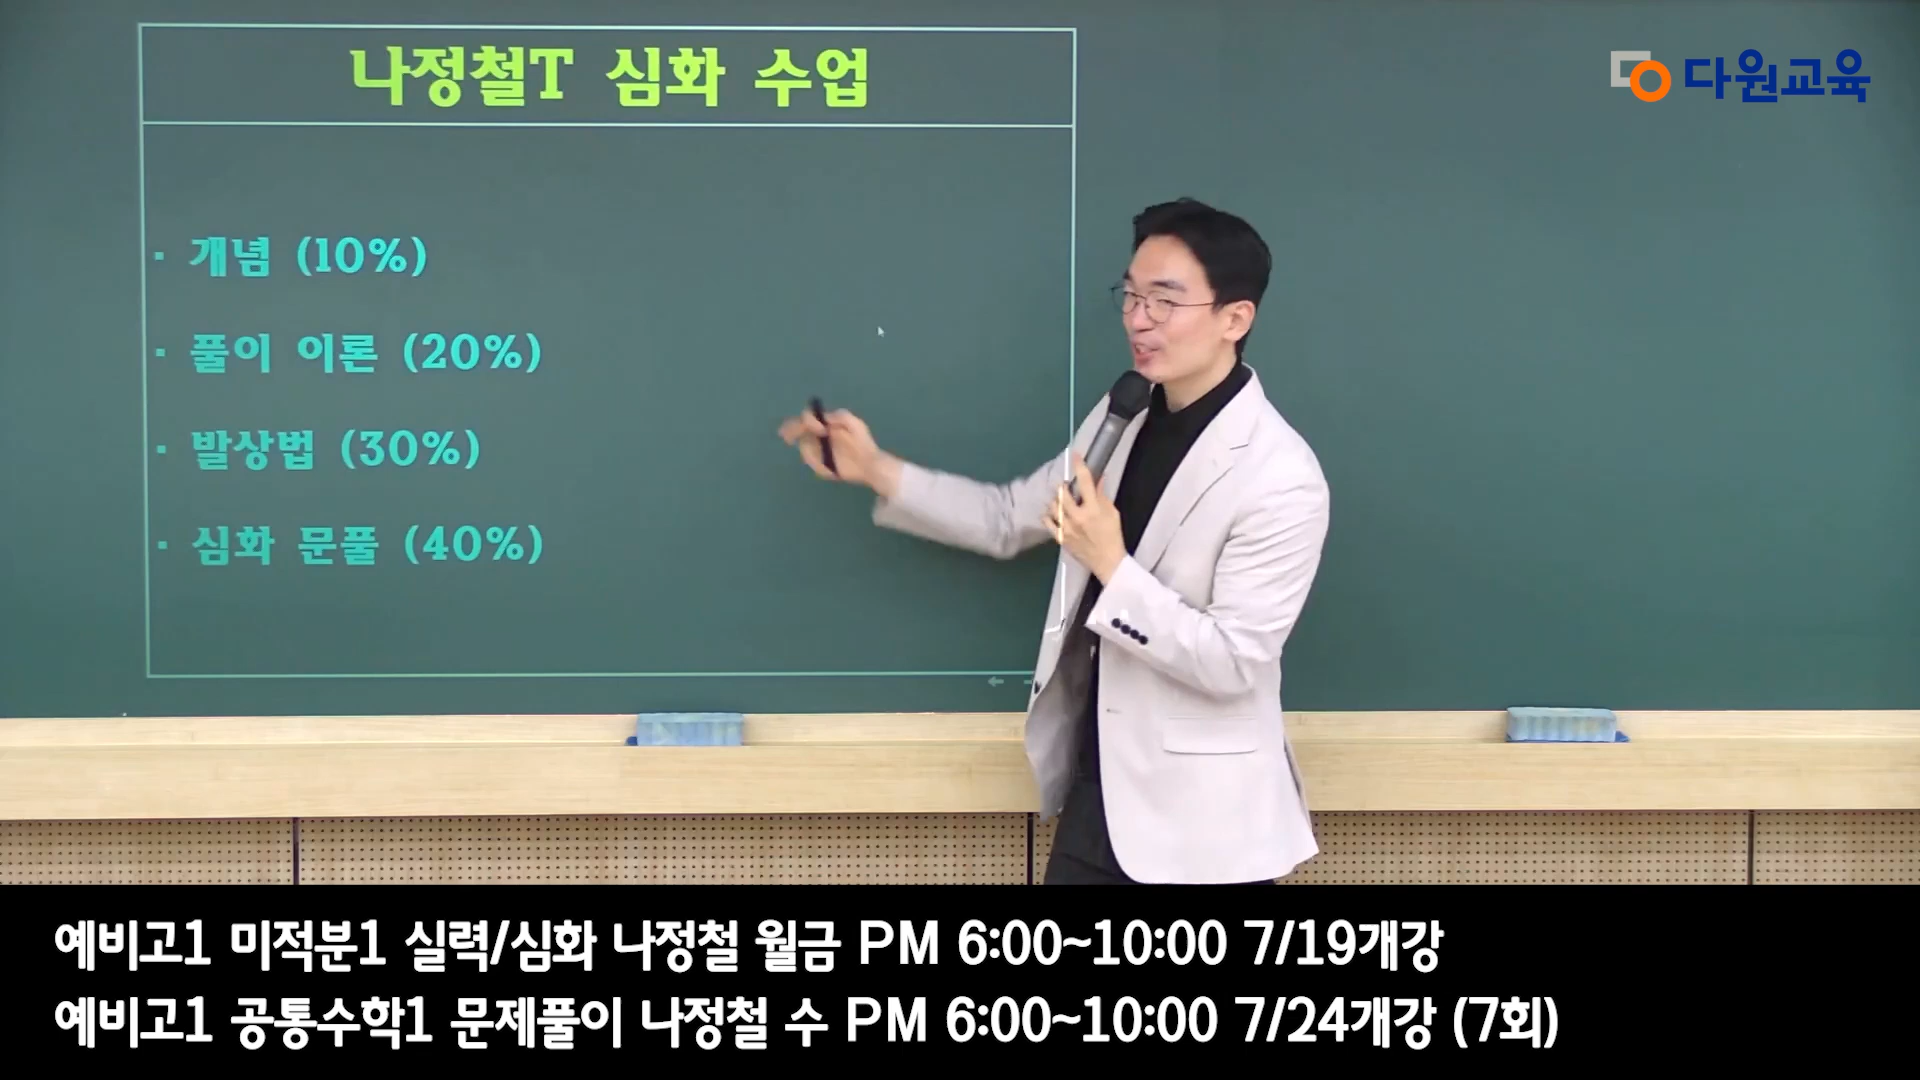 나정철T 심화 수업
다원교육
· 개념 (10%)
· 풀이 이론 (20%)
· 발상법 (30%)
· 심화 문풀 (40%)
예비고1 미적분1 실력/심화 나정철 월금 PM 6:00~10:00 7/19개강
예비고1 공통수학1 문제풀이 나정철 수 PM 6:00~10:00 7/24개강 (7회)